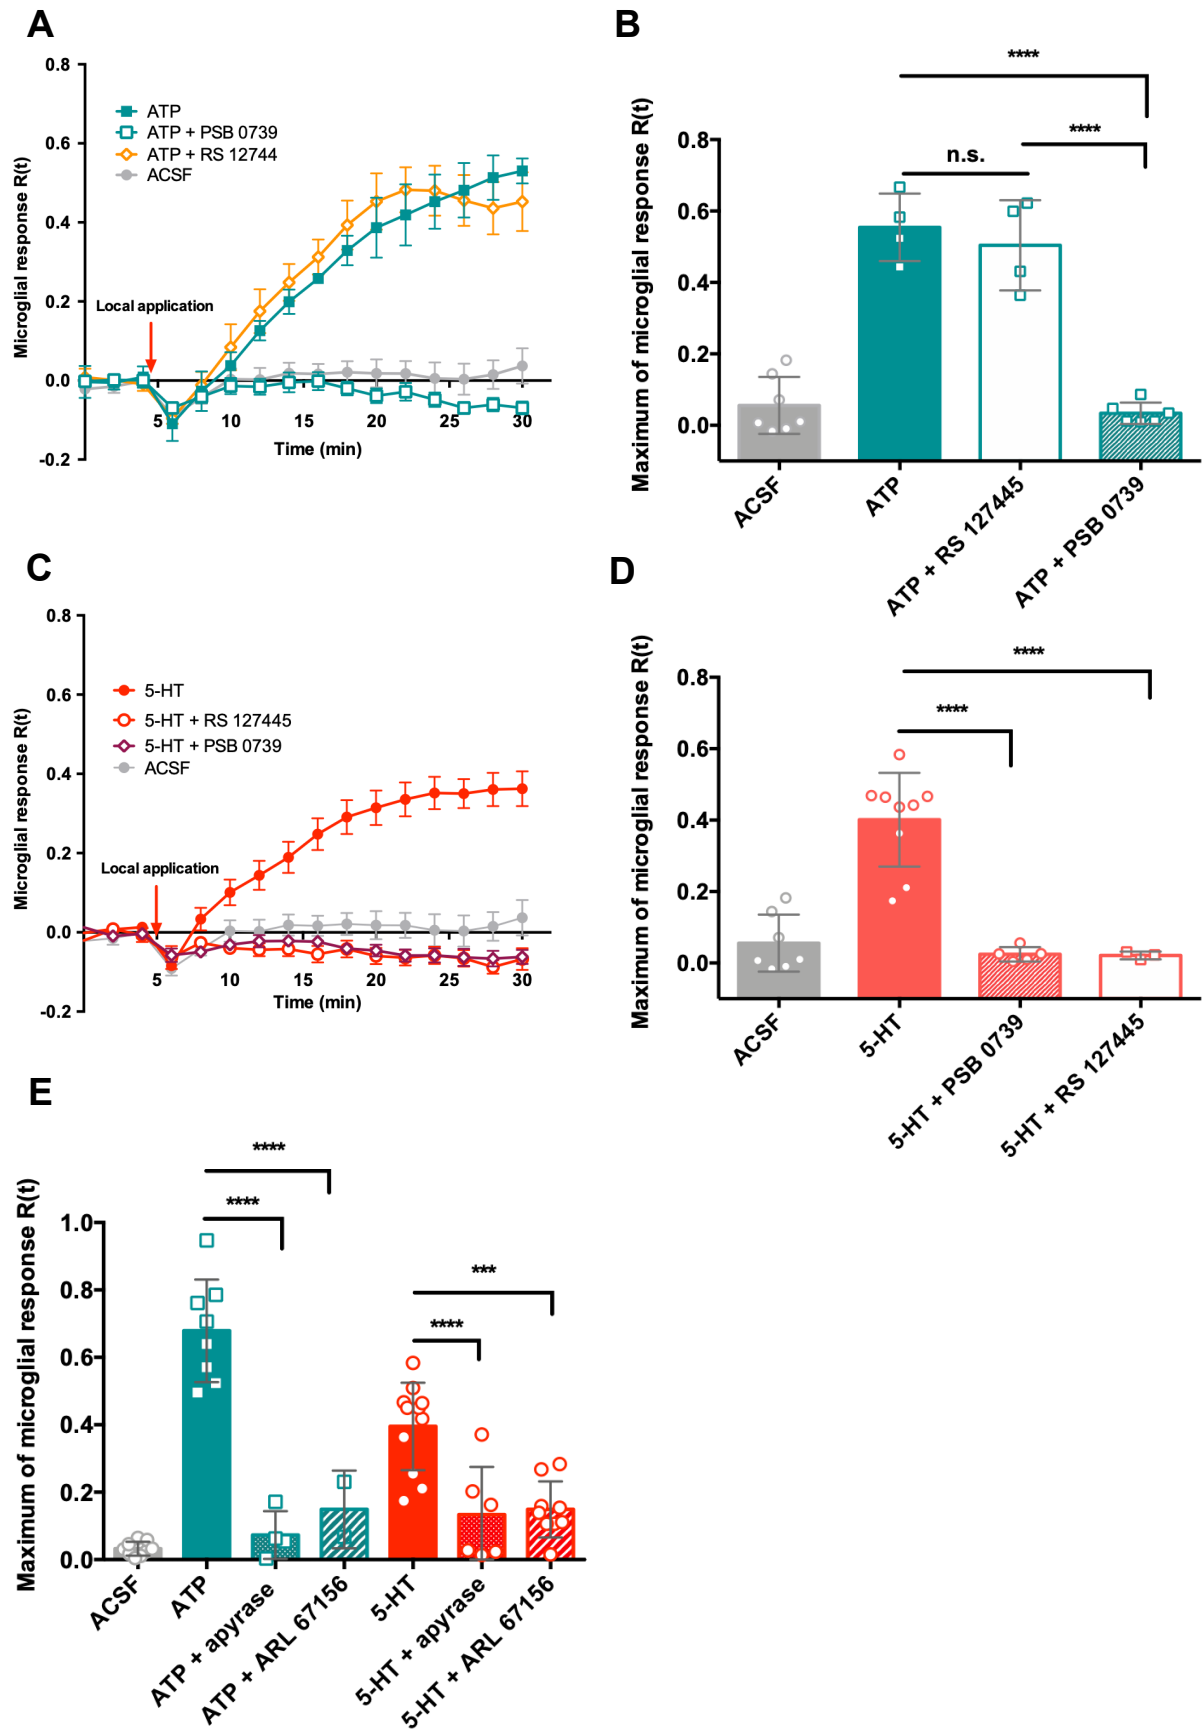 A
0.8
0.6
0.4
0.2
0.0
-0.2
Microglial response R(t)
ATP
ATP + PSB 0739
ATP + RS 12744
ACSF
Local application
5
10
15
20
25
30
Time (min)
B
Maximum of microglial response R(t)
0.8
0.6
0.4
0.2
0.0
****
****
n.s.
ACSF
ATP
ATP + RS 127445
ATP + PSB 0739
C
0.8
0.6
0.4
0.2
0.0
-0.2
Microglial response R(t)
5-HT
5-HT + RS 127445
5-HT + PSB 0739
ACSF
Local application
5
10
15
20
25
30
Time (min)
D
Maximum of microglial response R(t)
0.8
0.6
0.4
0.2
0.0
****
****
ACSF
5-HT
5-HT + PSB 0739
5-HT + RS 127445
E
Maximum of microglial response R(t)
1.0
0.8
0.6
0.4
0.2
0.0
****
****
***
****
ACSF
ATP
ATP + apyrase
ATP + ARL 67156
5-HT
5-HT + apyrase
5-HT + ARL 67156